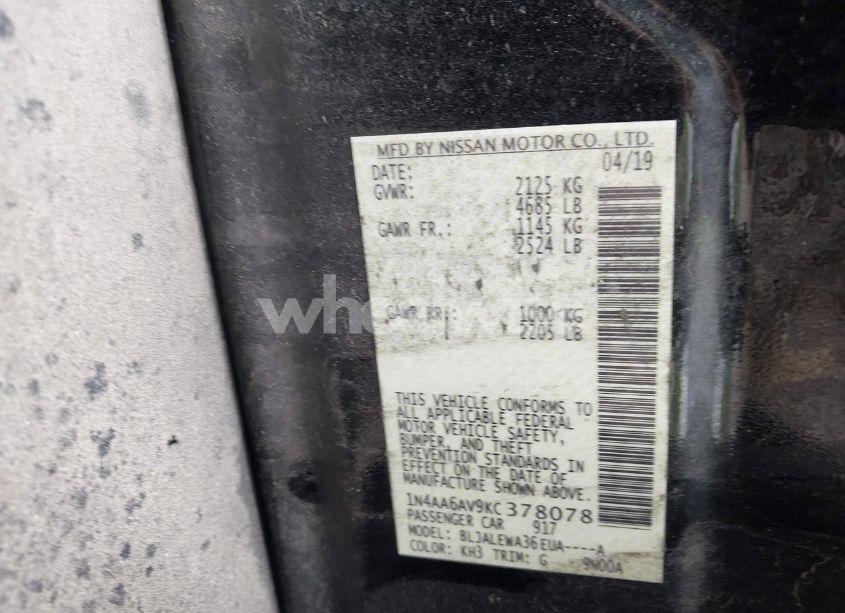 MFD BY NISSAN MOTOR CO., LTD.
DATE: 04/19
GVWR: 2125 KG
4685 LB
GAWR FR.: 1145 KG
2524 LB
GAWR RR.: 1000 KG
2205 LB
THIS VEHICLE CONFORMS TO
ALL APPLICABLE FEDERAL
MOTOR VEHICLE SAFETY,
BUMPER, AND THEFT
PREVENTION STANDARDS IN
EFFECT ON THE DATE OF
MANUFACTURE SHOWN ABOVE.
1N4AA6AV9KC378078
PASSENGER CAR 917
MODEL: BLJALEWA36EUA----A
COLOR: KH3 TRIM: G 9N00A